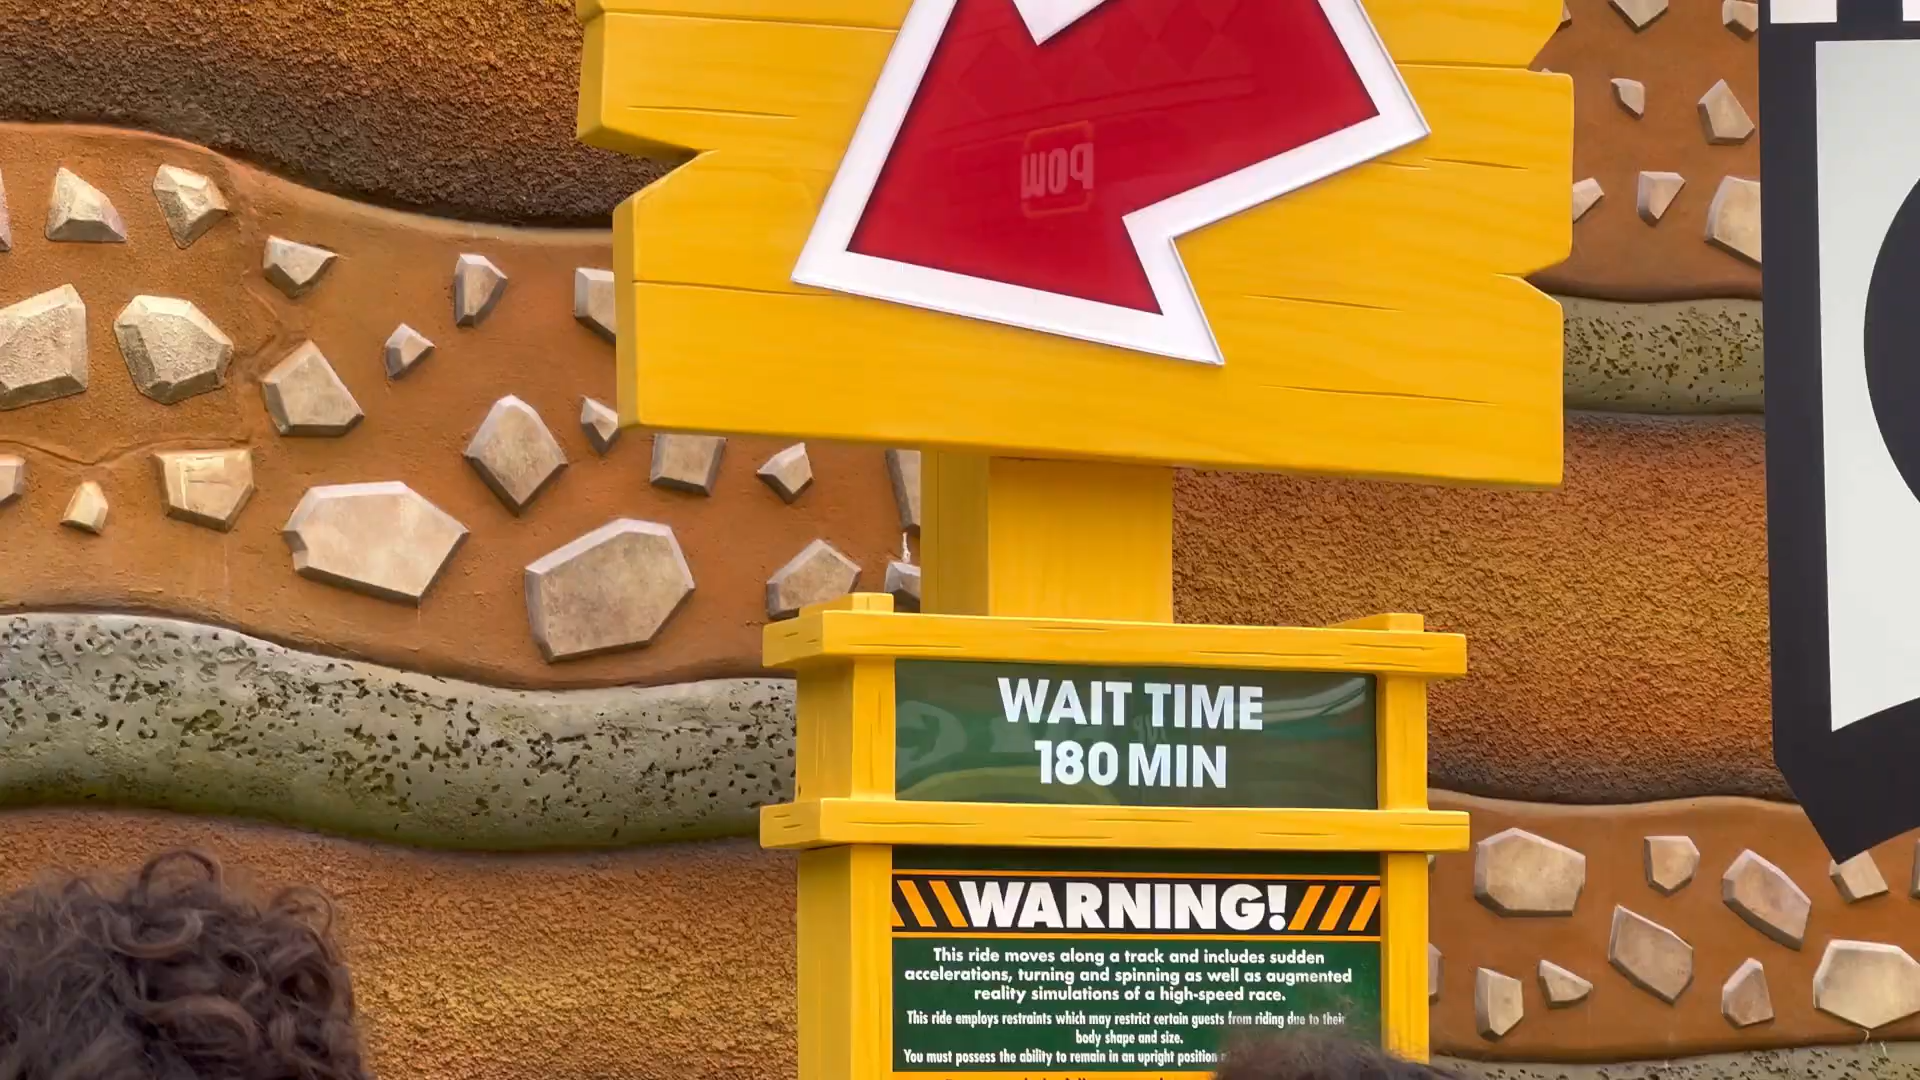 POW
WAIT TIME
180 MIN
WARNING!
This ride moves along a track and includes sudden
accelerations, turning and spinning as well as augmented
reality simulations of a high-speed race.
This ride employs restraints which may restrict certain guests from riding due to their
body shape and size.
You must possess the ability to remain in an upright position